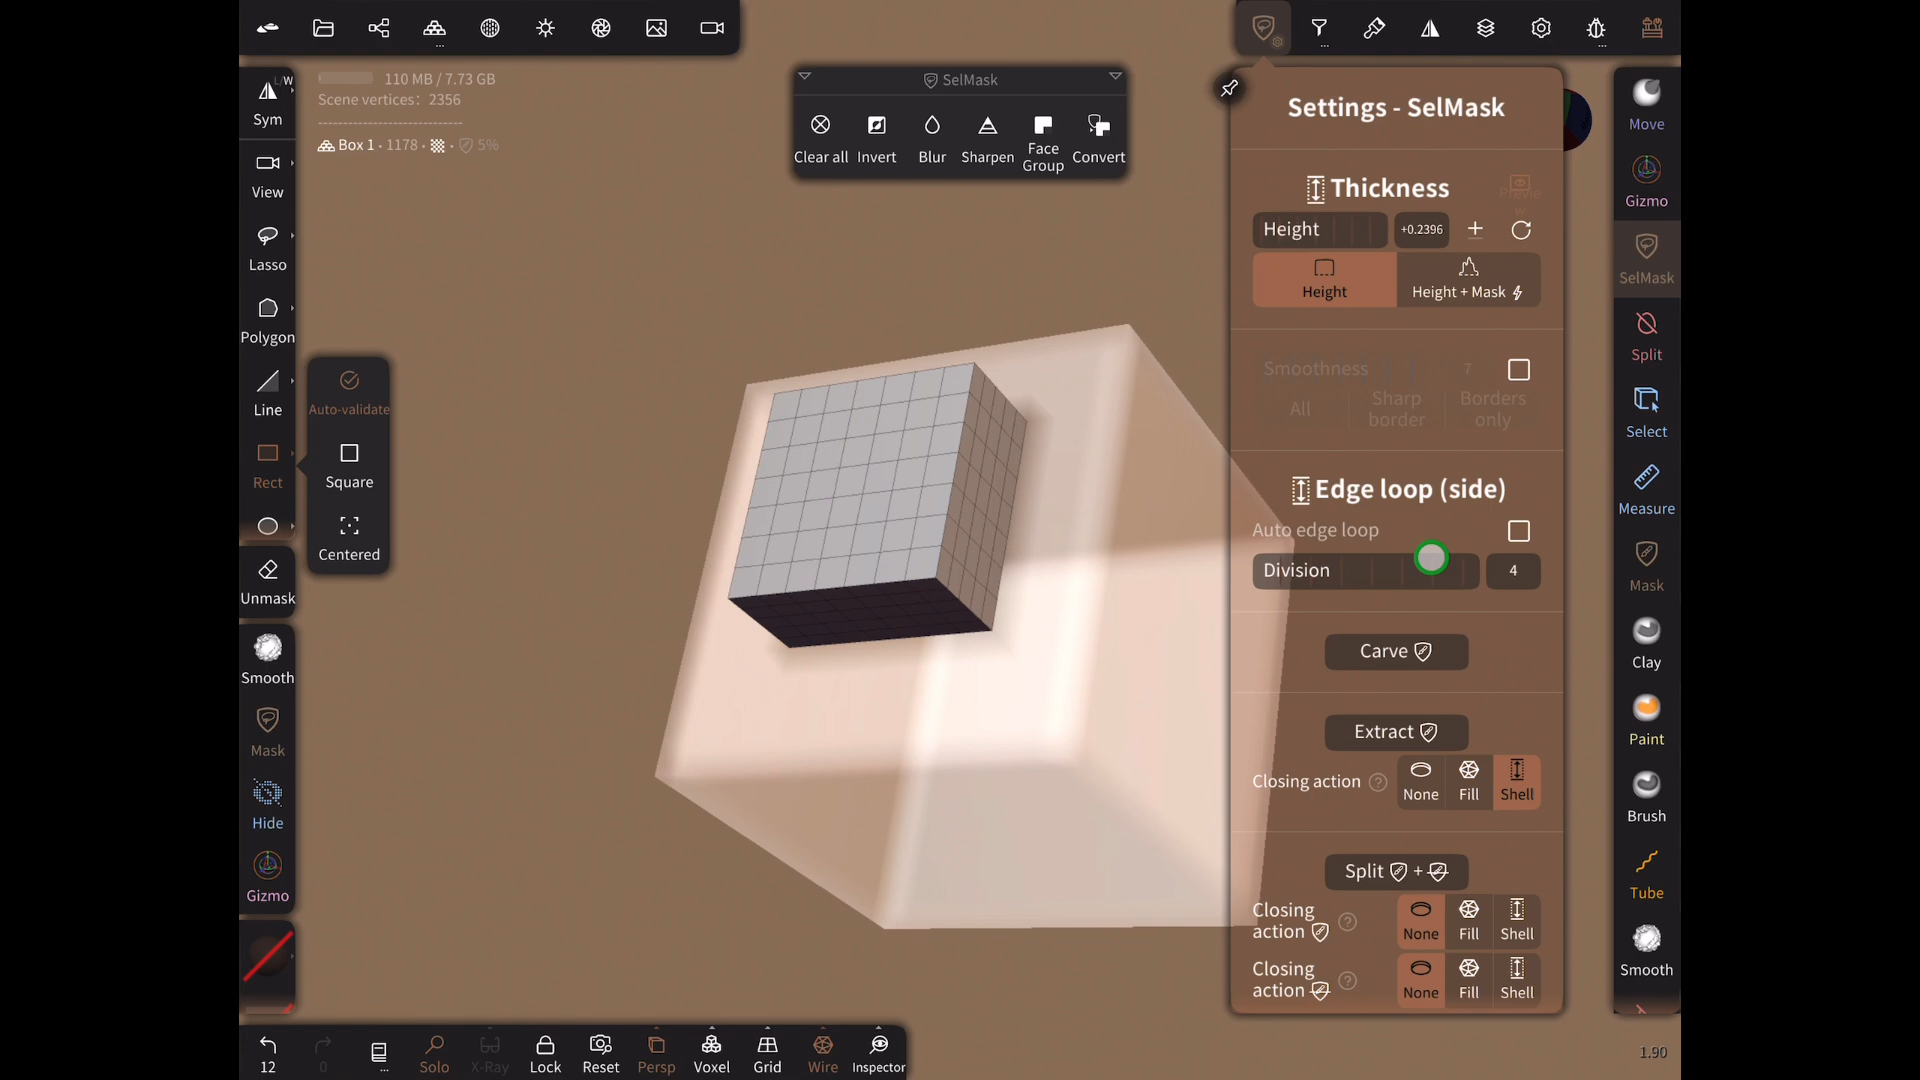 L/W
Sym
View
Lasso
Polygon
Line
Rect
Unmask
Smooth
Mask
Hide
Gizmo
Auto-validate
Square
Centered
110 MB / 7.73 GB
Scene vertices: 2356
Box 1 • 1178 • • 5%
SelMask
Clear all
Invert
Blur
Sharpen
Face
Group
Convert
Settings - SelMask
Thickness
Height
+0.2396
+
Height
Height + Mask
Smoothness
7
All
Sharp
border
Borders
only
Edge loop (side)
Auto edge loop
Division
4
Carve
Extract
Closing action ?
None
Fill
Shell
Split +
Closing
action ?
None
Fill
Shell
Closing
action ?
None
Fill
Shell
Move
Gizmo
SelMask
Split
Select
Measure
Mask
Clay
Paint
Brush
Tube
Smooth
12
0
Solo
X-Ray
Lock
Reset
Persp
Voxel
Grid
Wire
Inspector
1.90